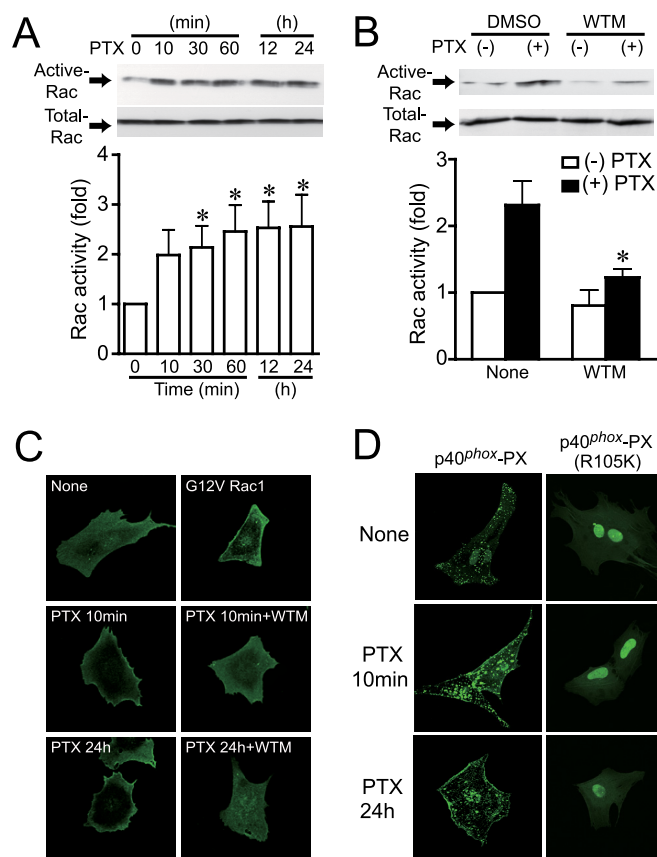 A
(min)
(h)
PTX 0 10 30 60 12 24
Active-
Rac
Total-
Rac
Rac activity (fold)
4
3
2
1
0
* * * *
0 10 30 60 12 24
Time (min)
(h)
B
DMSO WTM
PTX (-) (+) (-) (+)
Active-
Rac
Total-
Rac
(-) PTX
(+) PTX
Rac activity (fold)
3
2
1
0
*
None WTM
C
None
G12V Rac1
PTX 10min
PTX 10min+WTM
PTX 24h
PTX 24h+WTM
D
p40phox-PX
p40phox-PX
(R105K)
None
PTX
10min
PTX
24h